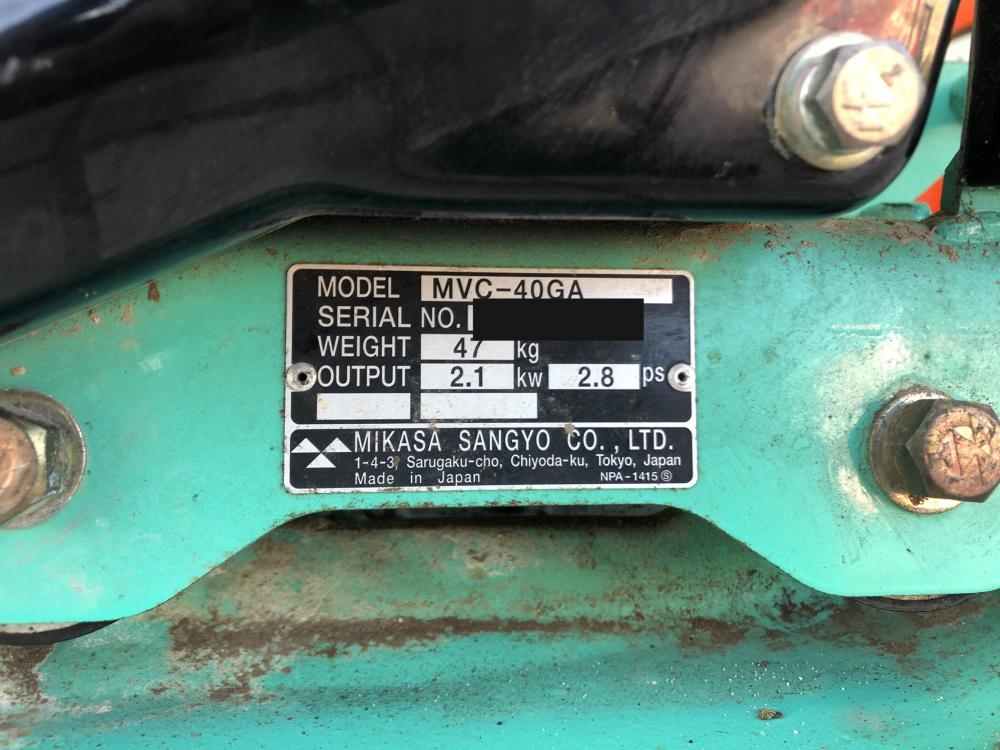 MODEL MVC-40GA
SERIAL NO.
WEIGHT 47 kg
OUTPUT 2.1 kw 2.8 ps
MIKASA SANGYO CO., LTD.
1-4-3, Sarugaku-cho, Chiyoda-ku, Tokyo, Japan
Made in Japan NPA-1415 Ⓢ